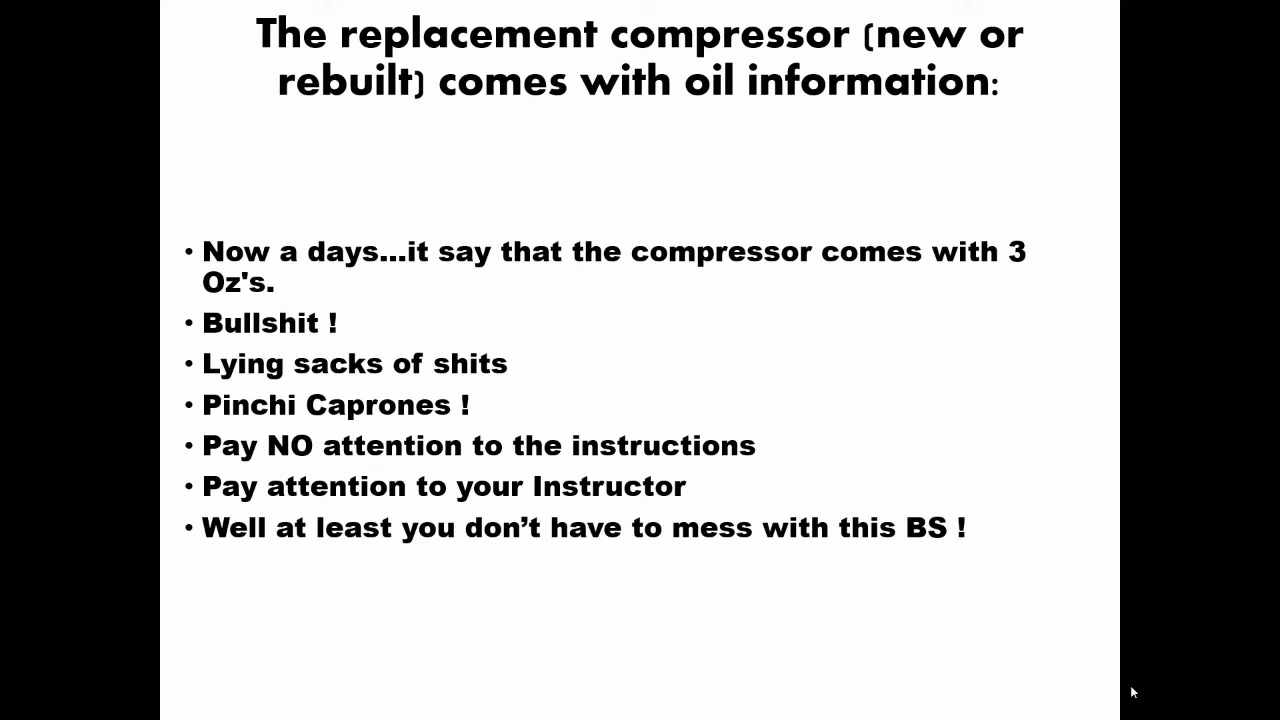 The replacement compressor (new or
rebuilt) comes with oil information:
• Now a days...it say that the compressor comes with 3
Oz's.
• Bullshit !
• Lying sacks of shits
• Pinchi Caprones !
• Pay NO attention to the instructions
• Pay attention to your Instructor
• Well at least you don’t have to mess with this BS !